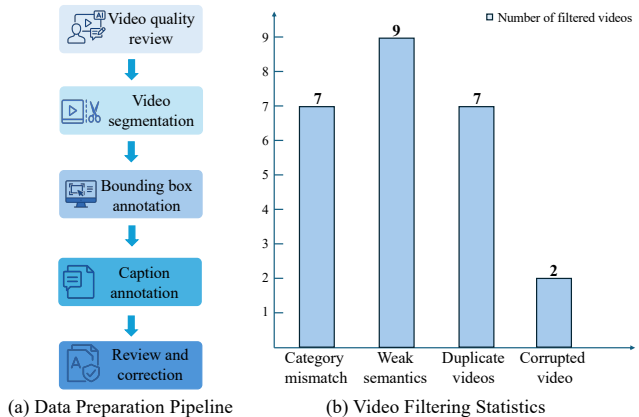 AI
Video quality
review
Video
segmentation
Bounding box
annotation
Caption
annotation
A
Review and
correction
(a) Data Preparation Pipeline
Number of filtered videos
9
8
7
6
5
4
3
2
1
7
9
7
2
Category
mismatch
Weak
semantics
Duplicate
videos
Corrupted
video
(b) Video Filtering Statistics